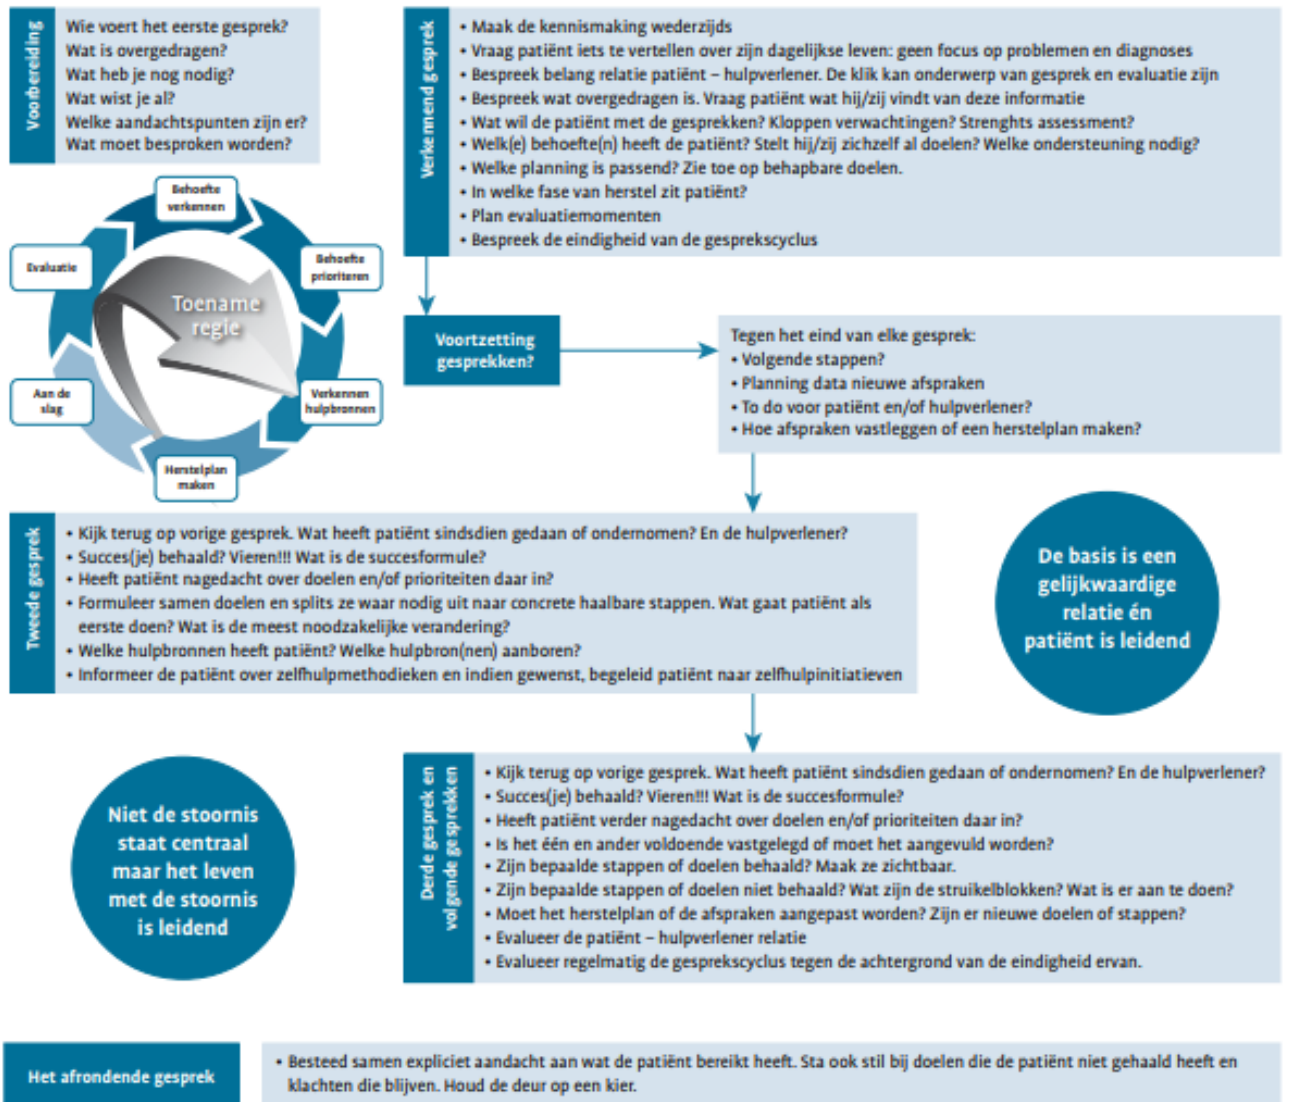 Voorbereiding
Wie voert het eerste gesprek?
Wat is overgedragen?
Wat heb je nog nodig?
Wat wist je al?
Welke aandachtspunten zijn er?
Wat moet besproken worden?
Verkennend gesprek
• Maak de kennismaking wederzijds
• Vraag patiënt iets te vertellen over zijn dagelijkse leven: geen focus op problemen en diagnoses
• Bespreek belang relatie patiënt – hulpverlener. De klik kan onderwerp van gesprek en evaluatie zijn
• Bespreek wat overgedragen is. Vraag patiënt wat hij/zij vindt van deze informatie
• Wat wil de patiënt met de gesprekken? Kloppen verwachtingen? Strenghts assessment?
• Welk(e) behoefte(n) heeft de patiënt? Stelt hij/zij zichzelf al doelen? Welke ondersteuning nodig?
• Welke planning is passend? Zie toe op behapbare doelen.
• In welke fase van herstel zit patiënt?
• Plan evaluatiemomenten
• Bespreek de eindigheid van de gesprekscyclus
Behoefte
verkennen
Behoefte
prioriteren
Verkennen
hulpbronnen
Herstelplan
maken
Aan de
slag
Evaluatie
Toename
regie
Voortzetting
gesprekken?
Tegen het eind van elke gesprek:
• Volgende stappen?
• Planning data nieuwe afspraken
• To do voor patiënt en/of hulpverlener?
• Hoe afspraken vastleggen of een herstelplan maken?
Tweede gesprek
• Kijk terug op vorige gesprek. Wat heeft patiënt sindsdien gedaan of ondernomen? En de hulpverlener?
• Succes(je) behaald? Vieren!!! Wat is de succesformule?
• Heeft patiënt nagedacht over doelen en/of prioriteiten daar in?
• Formuleer samen doelen en splits ze waar nodig uit naar concrete haalbare stappen. Wat gaat patiënt als
eerste doen? Wat is de meest noodzakelijke verandering?
• Welke hulpbronnen heeft patiënt? Welke hulpbron(nen) aanboren?
• Informeer de patiënt over zelfhulpmethodieken en indien gewenst, begeleid patiënt naar zelfhulpinitiatieven
De basis is een
gelijkwaardige
relatie én
patiënt is leidend
Niet de stoornis
staat centraal
maar het leven
met de stoornis
is leidend
Derde gesprek en
volgende gesprekken
• Kijk terug op vorige gesprek. Wat heeft patiënt sindsdien gedaan of ondernomen? En de hulpverlener?
• Succes(je) behaald? Vieren!!! Wat is de succesformule?
• Heeft patiënt verder nagedacht over doelen en/of prioriteiten daar in?
• Is het één en ander voldoende vastgelegd of moet het aangevuld worden?
• Zijn bepaalde stappen of doelen behaald? Maak ze zichtbaar.
• Zijn bepaalde stappen of doelen niet behaald? Wat zijn de struikelblokken? Wat is er aan te doen?
• Moet het herstelplan of de afspraken aangepast worden? Zijn er nieuwe doelen of stappen?
• Evalueer de patiënt – hulpverlener relatie
• Evalueer regelmatig de gesprekscyclus tegen de achtergrond van de eindigheid ervan.
Het afrondende gesprek
• Besteed samen expliciet aandacht aan wat de patiënt bereikt heeft. Sta ook stil bij doelen die de patiënt niet gehaald heeft en
klachten die blijven. Houd de deur op een kier.